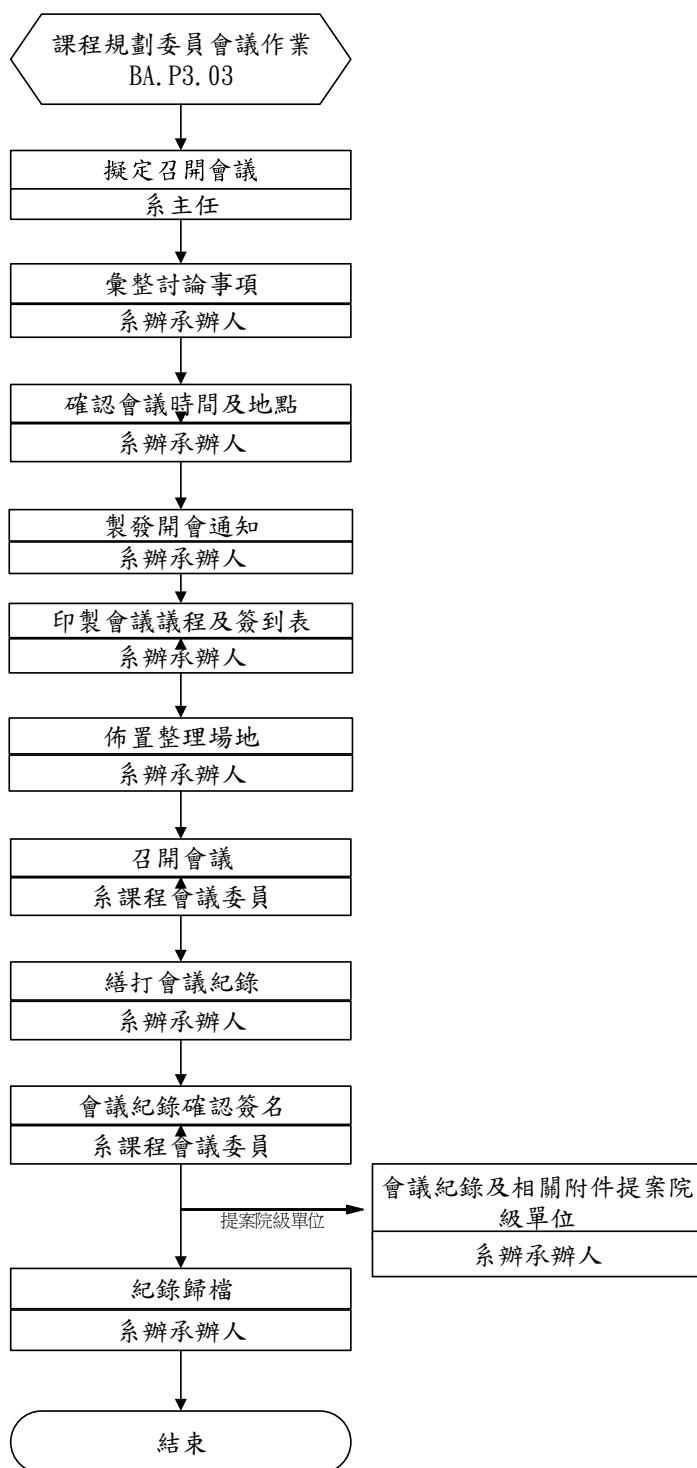 課程規劃委員會議作業
BA.P3.03
擬定召開會議
系主任
彙整討論事項
系辦承辦人
確認會議時間及地點
系辦承辦人
製發開會通知
系辦承辦人
印製會議議程及簽到表
系辦承辦人
佈置整理場地
系辦承辦人
召開會議
系課程會議委員
繕打會議紀錄
系辦承辦人
會議紀錄確認簽名
系課程會議委員
提案院級單位
會議紀錄及相關附件提案院
級單位
系辦承辦人
紀錄歸檔
系辦承辦人
結束